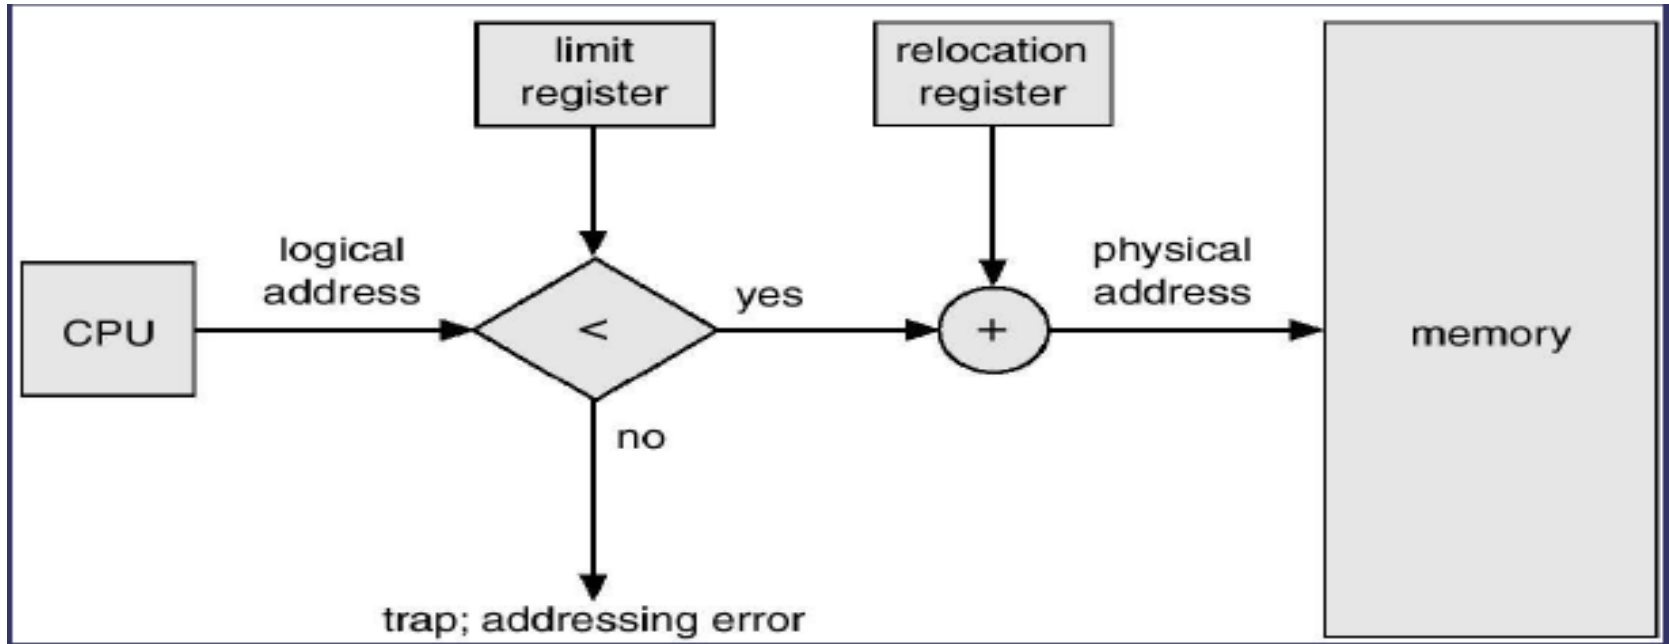 limit
register
relocation
register
logical
address
yes
physical
address
CPU
<
+
memory
no
trap; addressing error